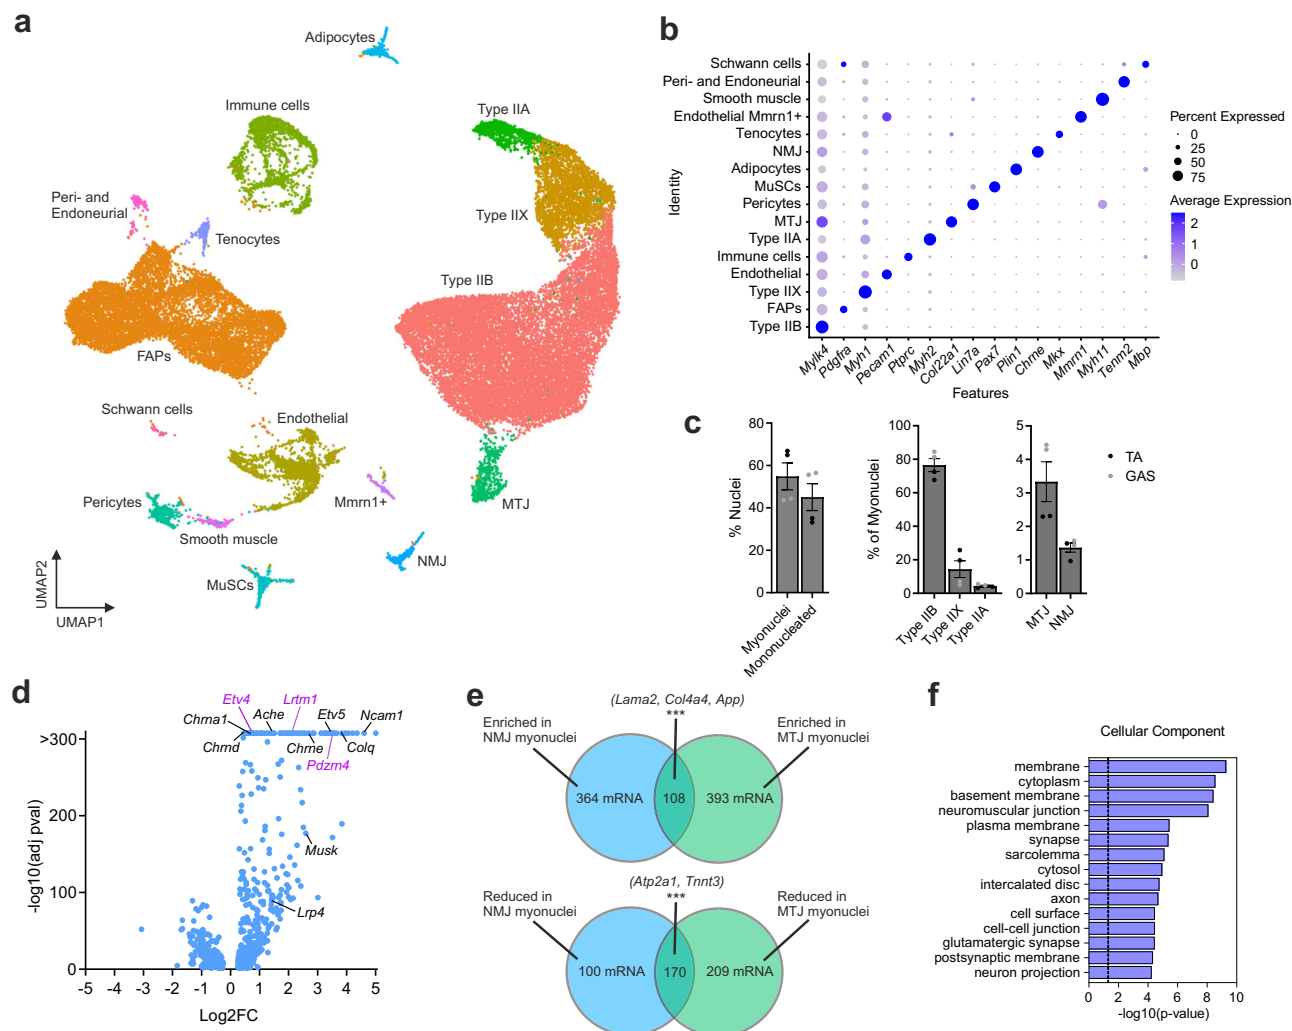 a
Adipocytes
Immune cells
Type IIA
Peri- and
Endoneurial
Type IIX
Tenocytes
Type IIB
FAPs
Schwann cells
Endothelial
Pericytes
Mmrn1+
MTJ
Smooth muscle
NMJ
MuSCs
UMAP2
UMAP1
b
Identity
Schwann cells
Peri- and Endoneurial
Smooth muscle
Endothelial Mmrn1+
Tenocytes
NMJ
Adipocytes
MuSCs
Pericytes
MTJ
Type IIA
Immune cells
Endothelial
Type IIX
FAPs
Type IIB
Mylk4
Pdgfra
Myh1
Pecam1
Ptprc
Myh2
Col22a1
Lin7a
Pax7
Plin1
Chrne
Mkx
Mmrn1
Myh11
Tenm2
Mbp
Features
Percent Expressed
0
25
50
75
Average Expression
2
1
0
c
% Nuclei
80
60
40
20
0
Myonuclei
Mononucleated
% of Myonuclei
100
80
60
40
20
0
Type IIB
Type IIX
Type IIA
5
4
3
2
1
0
MTJ
NMJ
TA
GAS
d
Etv4
Lrtm1
Chrna1
Ache
Etv5
Ncam1
Chrnd
Chrne
Colq
Pdzrn4
Musk
Lrp4
-log10(adj pval)
>300
200
100
0
-5 -4 -3 -2 -1 0 1 2 3 4 5
Log2FC
e
(Lama2, Col4a4, App)
***
Enriched in
NMJ myonuclei
Enriched in
MTJ myonuclei
364 mRNA
108
393 mRNA
(Atp2a1, Tnnt3)
***
Reduced in
NMJ myonuclei
Reduced in
MTJ myonuclei
100 mRNA
170
209 mRNA
f
Cellular Component
membrane
cytoplasm
basement membrane
neuromuscular junction
plasma membrane
synapse
sarcolemma
cytosol
intercalated disc
axon
cell surface
cell-cell junction
glutamatergic synapse
postsynaptic membrane
neuron projection
0 2 4 6 8 10
-log10(p-value)